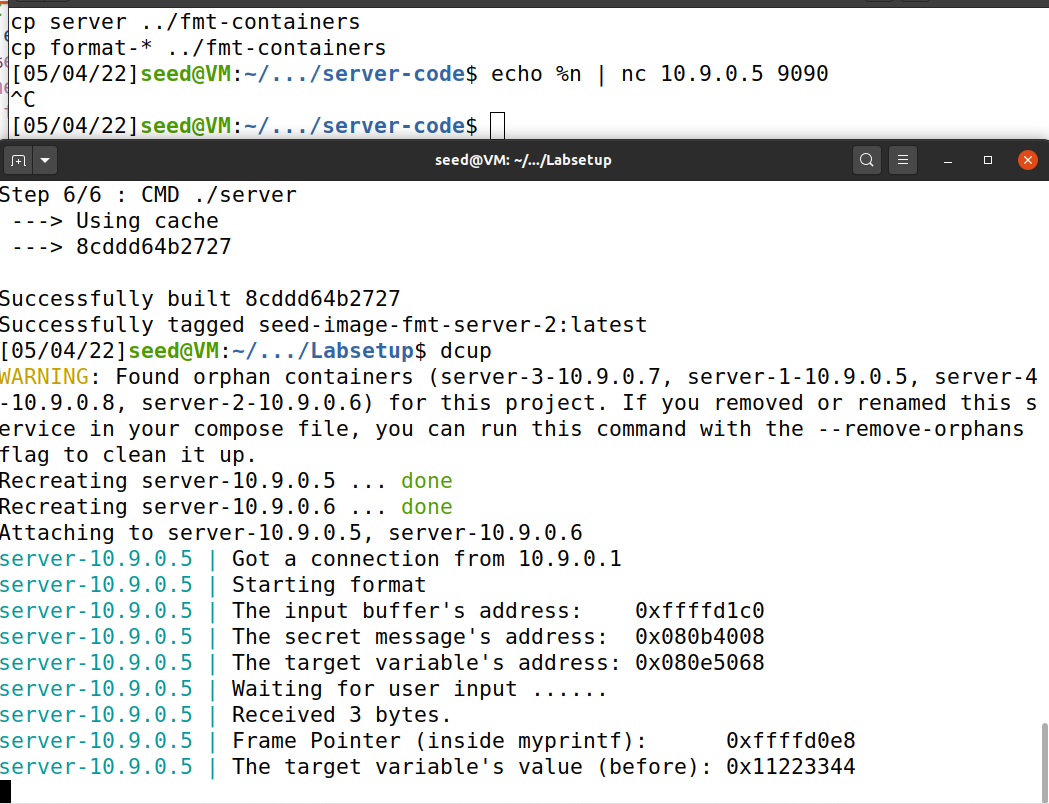 cp server ../fmt-containers
cp format-* ../fmt-containers
[05/04/22]seed@VM:~/.../server-code$ echo %n | nc 10.9.0.5 9090
^C
[05/04/22]seed@VM:~/.../server-code$
seed@VM: ~/.../Labsetup
Step 6/6 : CMD ./server
 ---> Using cache
 ---> 8cddd64b2727
Successfully built 8cddd64b2727
Successfully tagged seed-image-fmt-server-2:latest
[05/04/22]seed@VM:~/.../Labsetup$ dcup
WARNING: Found orphan containers (server-3-10.9.0.7, server-1-10.9.0.5, server-4
-10.9.0.8, server-2-10.9.0.6) for this project. If you removed or renamed this s
ervice in your compose file, you can run this command with the --remove-orphans
flag to clean it up.
Recreating server-10.9.0.5 ... done
Recreating server-10.9.0.6 ... done
Attaching to server-10.9.0.5, server-10.9.0.6
server-10.9.0.5 | Got a connection from 10.9.0.1
server-10.9.0.5 | Starting format
server-10.9.0.5 | The input buffer's address:    0xffffd1c0
server-10.9.0.5 | The secret message's address:  0x080b4008
server-10.9.0.5 | The target variable's address: 0x080e5068
server-10.9.0.5 | Waiting for user input ......
server-10.9.0.5 | Received 3 bytes.
server-10.9.0.5 | Frame Pointer (inside myprintf):      0xffffd0e8
server-10.9.0.5 | The target variable's value (before): 0x11223344